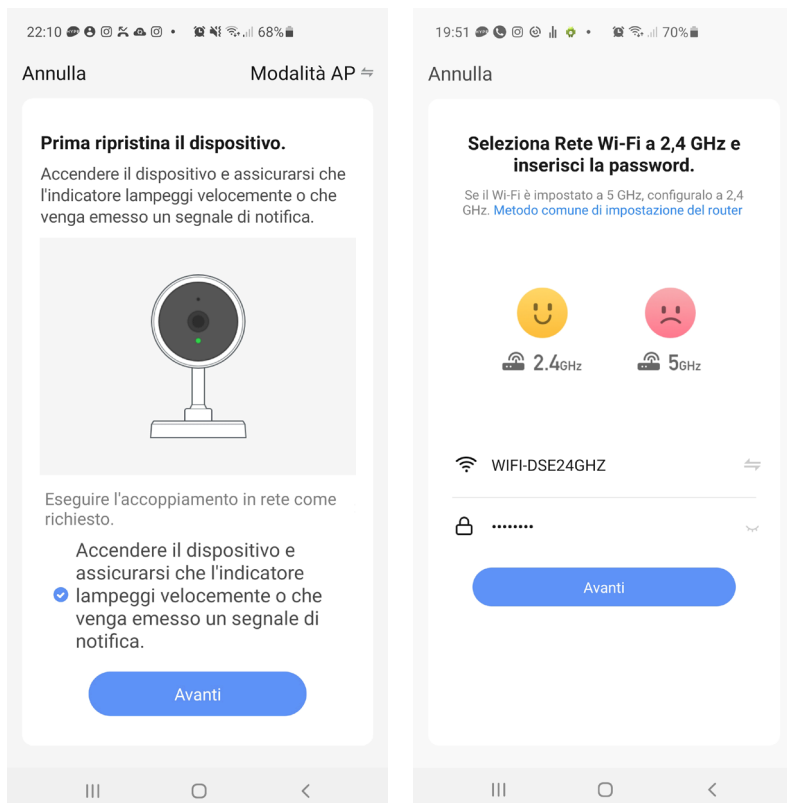 22:10
68%
Annulla
Modalità AP
Prima ripristina il dispositivo.
Accendere il dispositivo e assicurarsi che
l'indicatore lampeggi velocemente o che
venga emesso un segnale di notifica.
Eseguire l'accoppiamento in rete come
richiesto.
Accendere il dispositivo e
assicurarsi che l'indicatore
lampeggi velocemente o che
venga emesso un segnale di
notifica.
Avanti
19:51
70%
Annulla
Seleziona Rete Wi-Fi a 2,4 GHz e
inserisci la password.
Se il Wi-Fi è impostato a 5 GHz, configuralo a 2,4
GHz. Metodo comune di impostazione del router
2.4GHz
5GHz
WIFI-DSE24GHZ
••••••••
Avanti